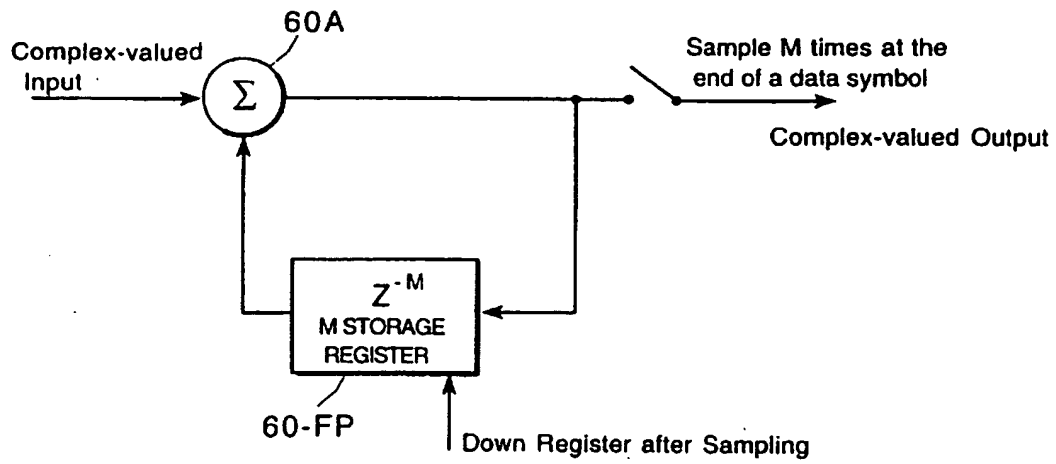 60A
Complex-valued
Input
Σ
Sample M times at the
end of a data symbol
Complex-valued Output
Z-M
M STORAGE
REGISTER
60-FP
Down Register after Sampling